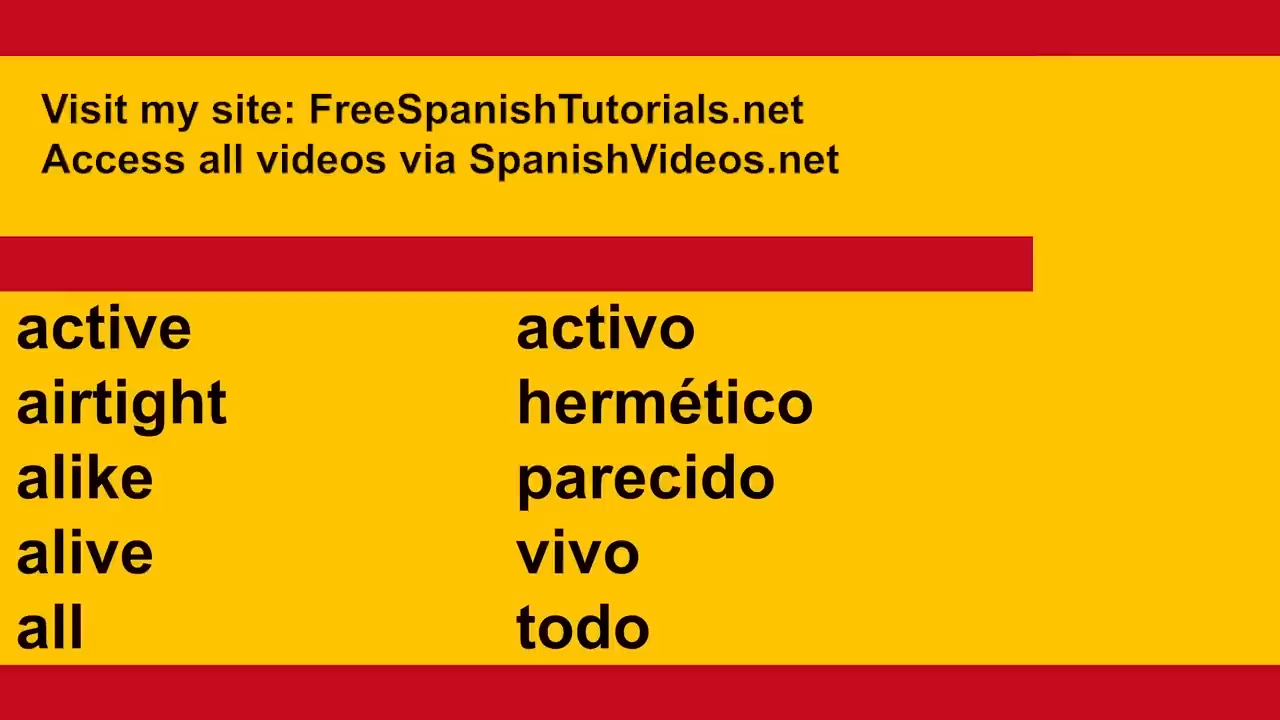 Visit my site: FreeSpanishTutorials.net
Access all videos via SpanishVideos.net
active activo
airtight hermético
alike parecido
alive vivo
all todo